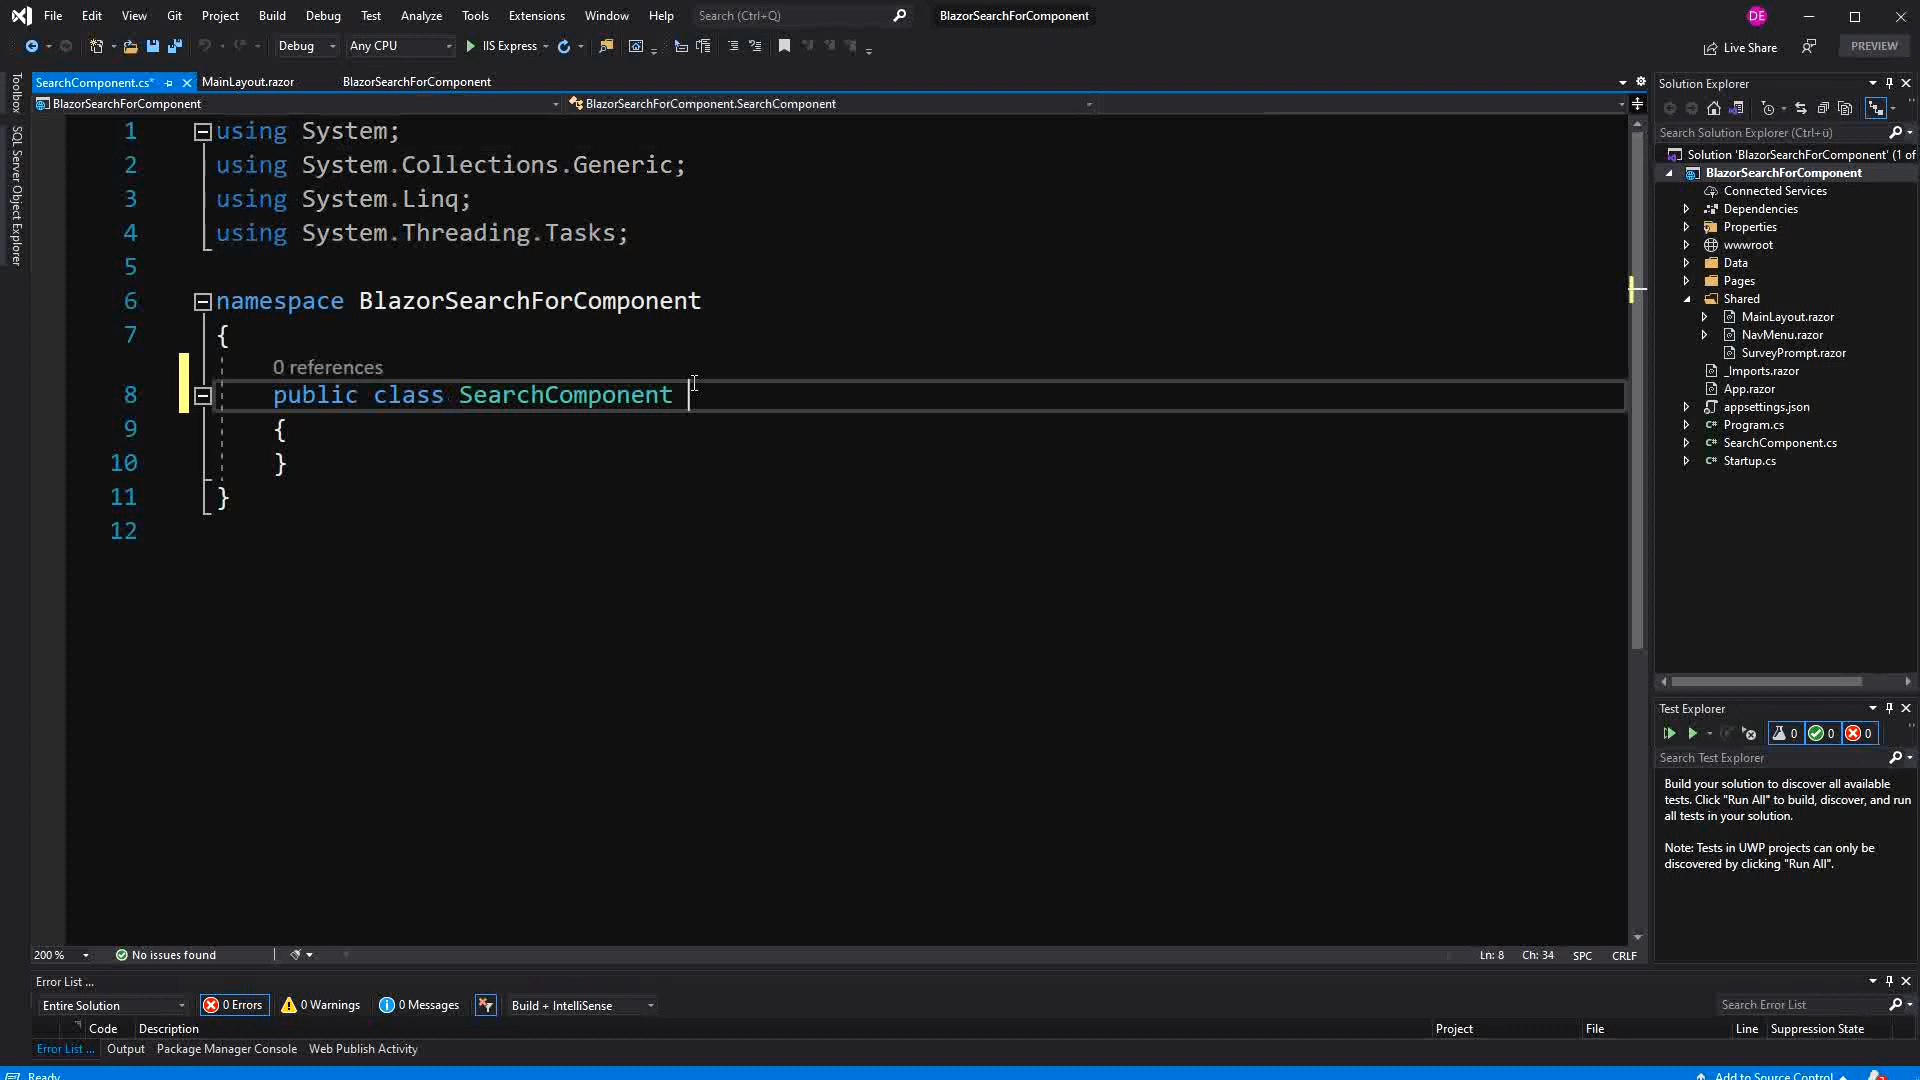 File Edit View Git Project Build Debug Test Analyze Tools Extensions Window Help Search (Ctrl+Q) BlazorSearchForComponent DE
Debug Any CPU IIS Express Live Share PREVIEW
SearchComponent.cs* MainLayout.razor BlazorSearchForComponent
BlazorSearchForComponent BlazorSearchForComponent.SearchComponent
Toolbox
SQL Server Object Explorer
1 using System;
2 using System.Collections.Generic;
3 using System.Linq;
4 using System.Threading.Tasks;
5
6 namespace BlazorSearchForComponent
7 {
0 references
8 public class SearchComponent
9 {
10 }
11 }
12
200 % No issues found Ln: 8 Ch: 34 SPC CRLF
Solution Explorer
Search Solution Explorer (Ctrl+ü)
Solution 'BlazorSearchForComponent' (1 of
BlazorSearchForComponent
Connected Services
Dependencies
Properties
wwwroot
Data
Pages
Shared
MainLayout.razor
NavMenu.razor
SurveyPrompt.razor
_Imports.razor
App.razor
appsettings.json
C# Program.cs
C# SearchComponent.cs
C# Startup.cs
Test Explorer
0 0 0
Search Test Explorer
Build your solution to discover all available
tests. Click "Run All" to build, discover, and run
all tests in your solution.
Note: Tests in UWP projects can only be
discovered by clicking "Run All".
Error List ...
Entire Solution 0 Errors 0 Warnings 0 Messages Build + IntelliSense Search Error List
Code Description Project File Line Suppression State
Error List ... Output Package Manager Console Web Publish Activity
Ready Add to Source Control